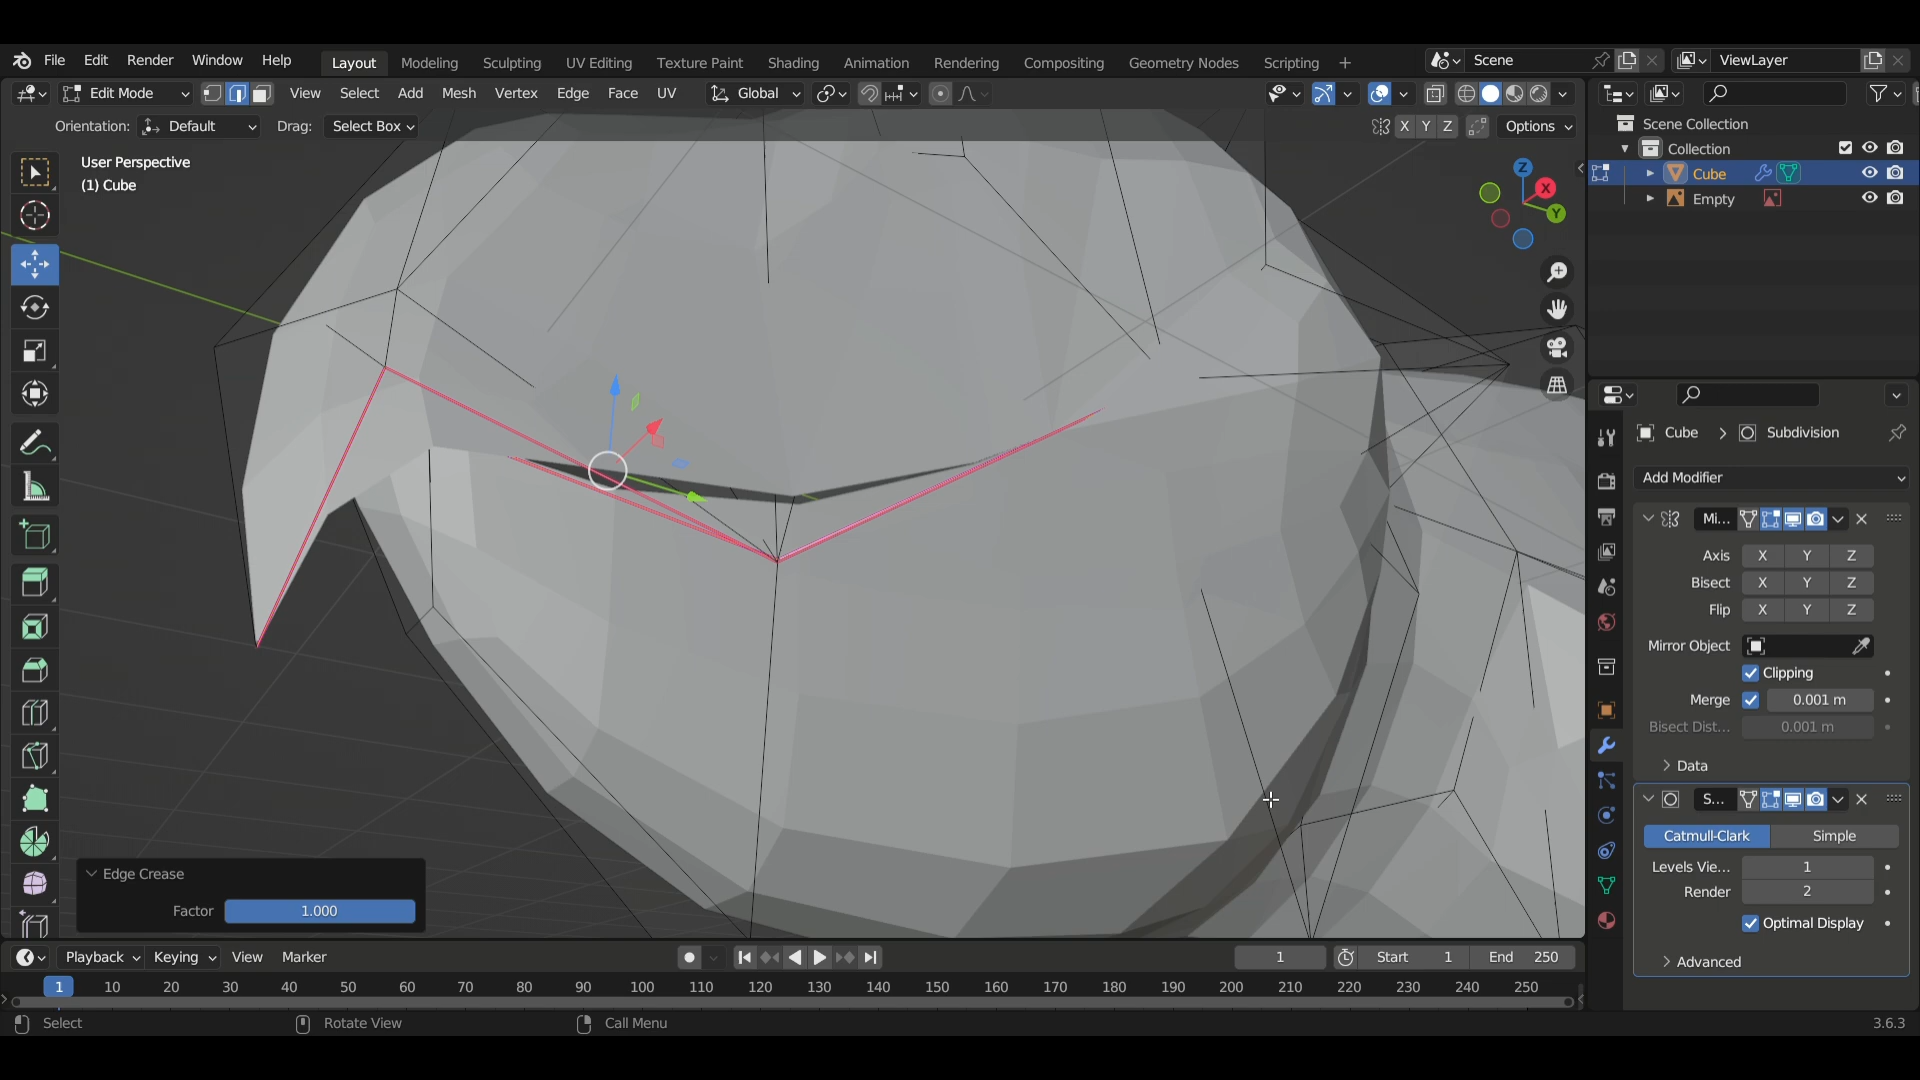 File Edit Render Window Help Layout Modeling Sculpting UV Editing Texture Paint Shading Animation Rendering Compositing Geometry Nodes Scripting + Scene ViewLayer
Edit Mode View Select Add Mesh Vertex Edge Face UV Global
Orientation: Default Drag: Select Box X Y Z Options
User Perspective
(1) Cube
Z
X
Y
Scene Collection
Collection
Cube
Empty
Cube > Subdivision
Add Modifier
Mi...
Axis X Y Z
Bisect X Y Z
Flip X Y Z
Mirror Object
Clipping
Merge 0.001 m
Bisect Dist... 0.001 m
Data
S...
Catmull-Clark Simple
Levels Vie... 1
Render 2
Optimal Display
Advanced
Edge Crease
Factor 1.000
Playback Keying View Marker 1 Start 1 End 250
1 10 20 30 40 50 60 70 80 90 100 110 120 130 140 150 160 170 180 190 200 210 220 230 240 250
Select Rotate View Call Menu 3.6.3